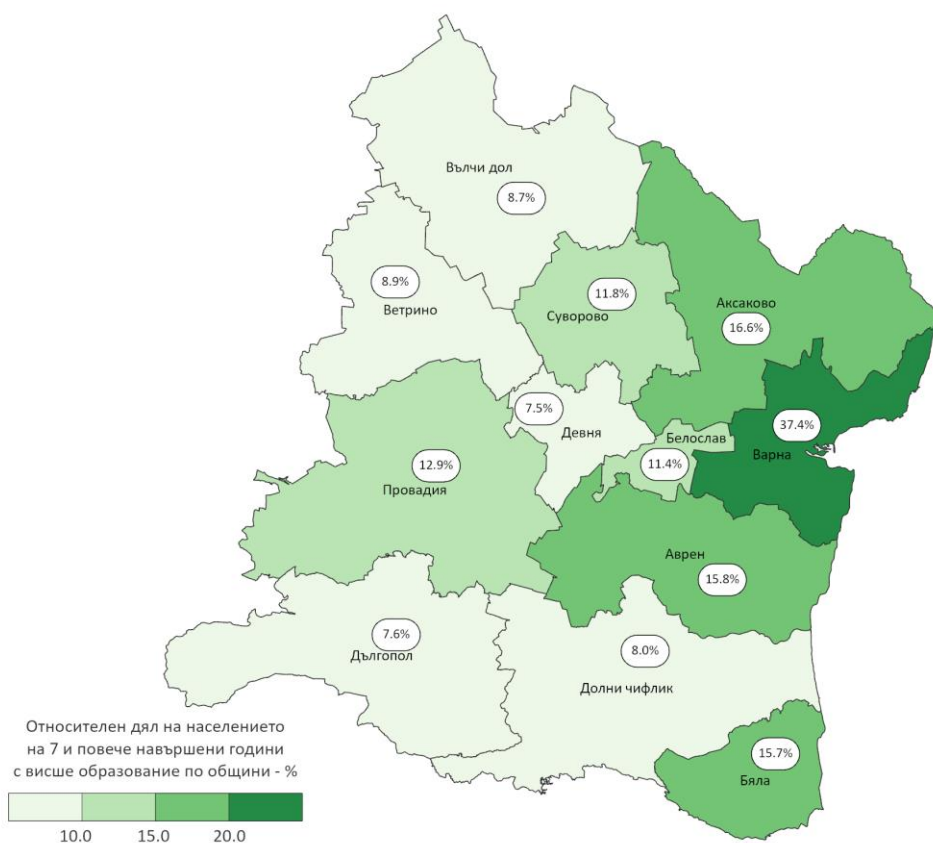 Вълчи дол
8.7%
8.9%
Ветрино
11.8%
Суворово
Аксаково
16.6%
7.5%
Девня
Белослав
11.4%
37.4%
Варна
12.9%
Провадия
Аврен
15.8%
7.6%
Дългопол
8.0%
Долни чифлик
15.7%
Бяла
Относителен дял на населението
на 7 и повече навършени години
с висше образование по общини - %
10.0 15.0 20.0